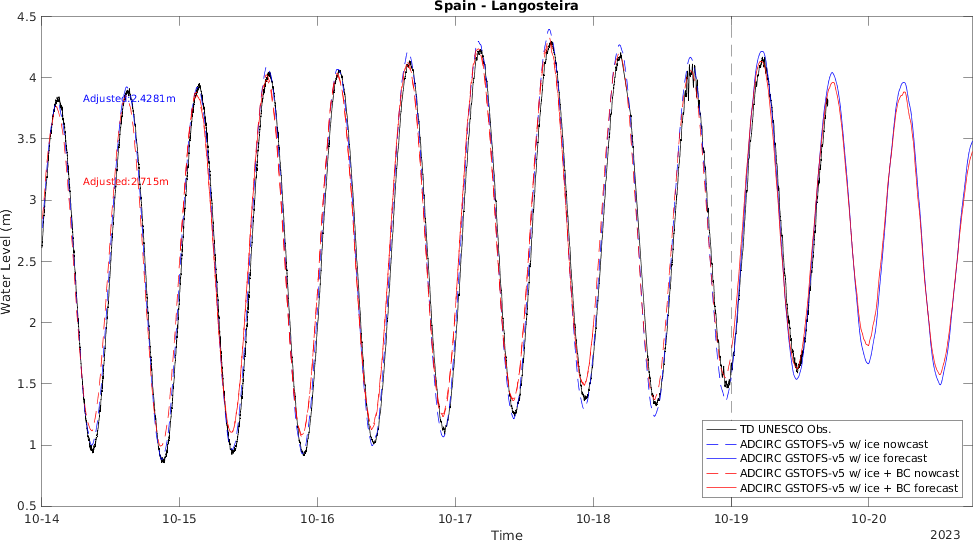 Spain - Langosteira
4.5
4
3.5
3
2.5
2
1.5
1
0.5
Water Level (m)
Adjusted:2.4281m
Adjusted:2.715m
TD UNESCO Obs.
ADCIRC GSTOFS-v5 w/ ice nowcast
ADCIRC GSTOFS-v5 w/ ice forecast
ADCIRC GSTOFS-v5 w/ ice + BC nowcast
ADCIRC GSTOFS-v5 w/ ice + BC forecast
10-14 10-15 10-16 10-17 10-18 10-19 10-20
Time
2023